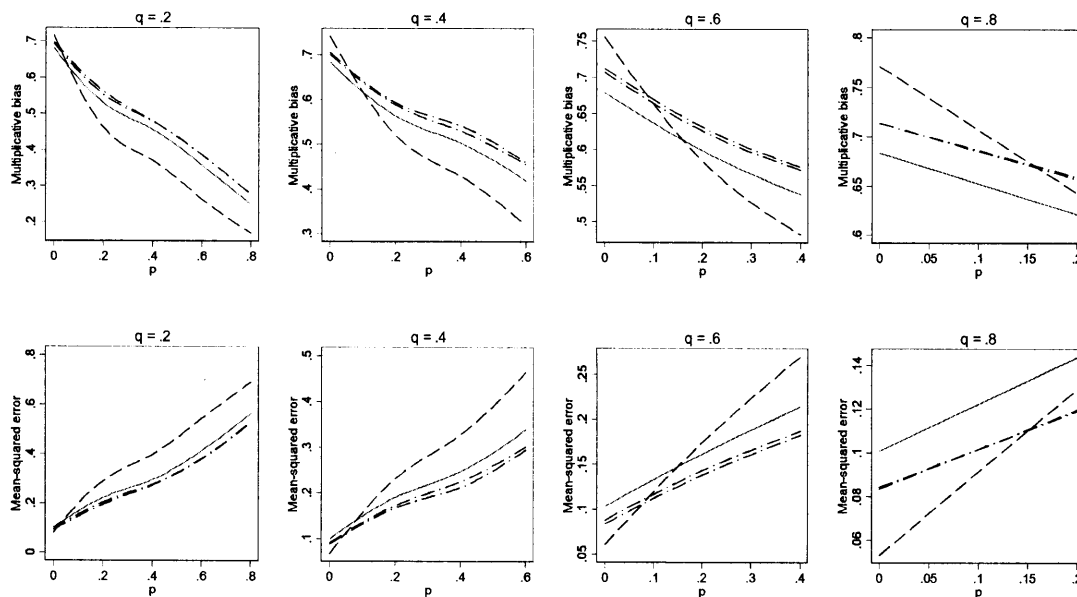 q = .2
Multiplicative bias
.7
.6
.5
.4
.3
.2
0 .2 .4 .6 .8
p
q = .4
Multiplicative bias
.7
.6
.5
.4
.3
0 .2 .4 .6
p
q = .6
Multiplicative bias
.75
.7
.65
.6
.55
.5
0 .1 .2 .3 .4
p
q = .8
Multiplicative bias
.8
.75
.7
.65
.6
0 .05 .1 .15 .2
p
q = .2
Mean-squared error
.8
.6
.4
.2
0
0 .2 .4 .6 .8
p
q = .4
Mean-squared error
.5
.4
.3
.2
.1
0 .2 .4 .6
p
q = .6
Mean-squared error
.25
.2
.15
.1
.05
0 .1 .2 .3 .4
p
q = .8
Mean-squared error
.14
.12
.1
.08
.06
0 .05 .1 .15 .2
p